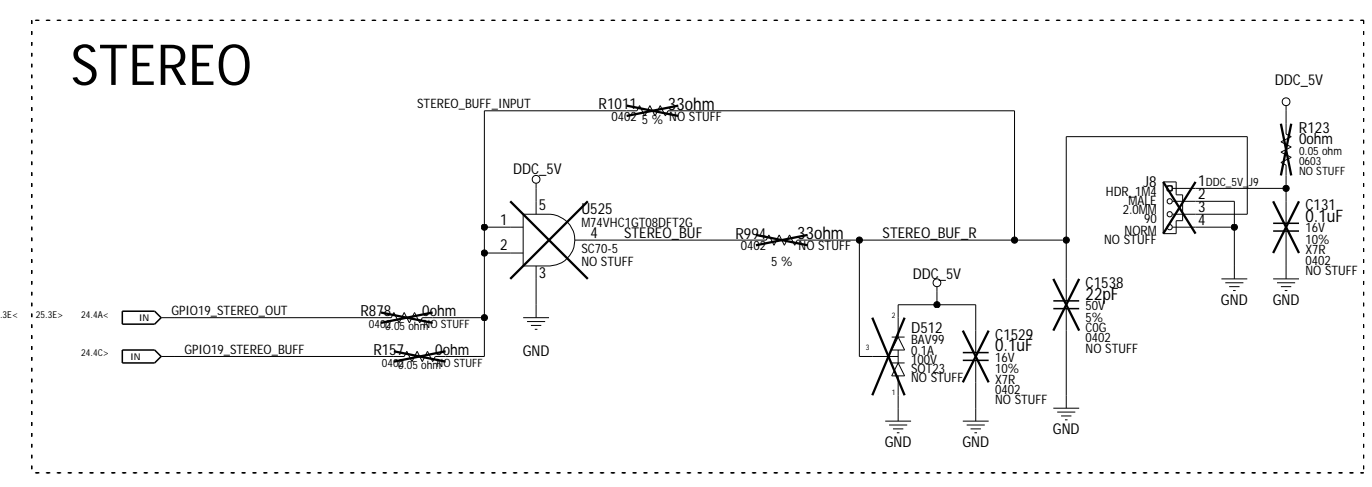 STEREO
STEREO_BUFF_INPUT
R1011
33ohm
0402
5 %
NO STUFF
DDC_5V
5
U525
M74VHC1GT08DFT2G
1
2
4
3
SC70-5
NO STUFF
STEREO_BUF
R994
33ohm
0402
NO STUFF
5 %
STEREO_BUF_R
GND
.3E<
25.3E>
24.4A<
IN
GPIO19_STEREO_OUT
R878
0ohm
0402
0.05 ohm
NO STUFF
24.4C>
IN
GPIO19_STEREO_BUFF
R157
0ohm
0402
0.05 ohm
NO STUFF
DDC_5V
2
3
1
D512
BAV99
0.1A
100V
SOT23
NO STUFF
GND
C1529
0.1uF
16V
10%
X7R
0402
NO STUFF
GND
C1538
22pF
50V
5%
C0G
0402
NO STUFF
GND
J8
HDR_1M4
MALE
2.0MM
90
NORM
NO STUFF
1
2
3
4
DDC_5V_J9
GND
DDC_5V
R123
0ohm
0.05 ohm
0603
NO STUFF
C131
0.1uF
16V
10%
X7R
0402
NO STUFF
GND